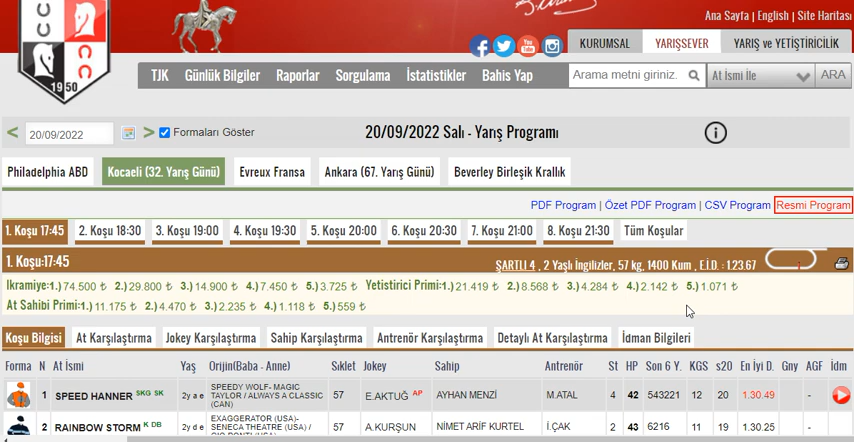 Ana Sayfa | English | Site Haritası
KURUMSAL YARIŞSEVER YARIŞ ve YETİŞTİRİCİLİK
1950
TJK Günlük Bilgiler Raporlar Sorgulama İstatistikler Bahis Yap Arama metni giriniz. At İsmi İle ARA
< 20/09/2022 > Formaları Göster 20/09/2022 Salı - Yarış Programı
Philadelphia ABD Kocaeli (32. Yarış Günü) Evreux Fransa Ankara (67. Yarış Günü) Beverley Birleşik Krallık
PDF Program | Özet PDF Program | CSV Program | Resmi Program
1. Koşu 17:45 2. Koşu 18:30 3. Koşu 19:00 4. Koşu 19:30 5. Koşu 20:00 6. Koşu 20:30 7. Koşu 21:00 8. Koşu 21:30 Tüm Koşular
1. Koşu:17:45 ŞARTLI 4 , 2 Yaşlı İngilizler, 57 kg, 1400 Kum , E.İ.D. : 1.23.67
Ikramiye:1.) 74.500 ₺ 2.) 29.800 ₺ 3.) 14.900 ₺ 4.) 7.450 ₺ 5.) 3.725 ₺ Yetistirici Primi:1.) 21.419 ₺ 2.) 8.568 ₺ 3.) 4.284 ₺ 4.) 2.142 ₺ 5.) 1.071 ₺
At Sahibi Primi:1.) 11.175 ₺ 2.) 4.470 ₺ 3.) 2.235 ₺ 4.) 1.118 ₺ 5.) 559 ₺
Koşu Bilgisi At Karşılaştırma Jokey Karşılaştırma Sahip Karşılaştırma Antrenör Karşılaştırma Detaylı At Karşılaştırma İdman Bilgileri
Forma N At İsmi Yaş Orijin(Baba - Anne) Sıklet Jokey Sahip Antrenör St HP Son 6 Y. KGS s20 En İyi D. Gny AGF İdm
1 SPEED HANNER SKG SK 2y a e SPEEDY WOLF- MAGIC TAYLOR / ALWAYS A CLASSIC (CAN) 57 E.AKTUĞ AP AYHAN MENZİ M.ATAL 4 42 543221 12 20 1.30.49 -
2 RAINBOW STORM K DB 2y d e EXAGGERATOR (USA)- SENECA THEATRE (USA) / 57 A.KURŞUN NİMET ARİF KURTEL İ.ÇAK 2 43 6216 11 19 1.30.25 -